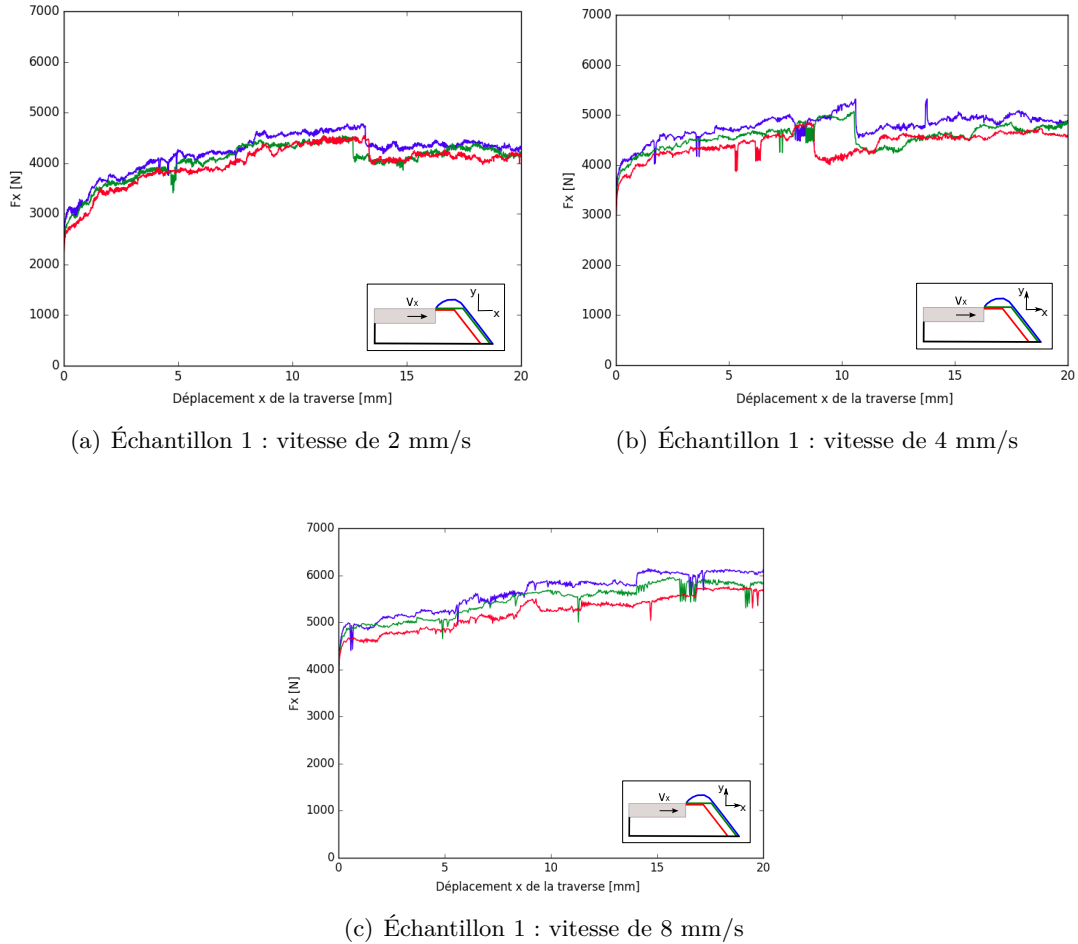 7000
6000
5000
4000
3000
2000
1000
0
Fx [N]
0
5
10
15
20
Déplacement x de la traverse [mm]
Vx
y
x
(a) Échantillon 1 : vitesse de 2 mm/s
7000
6000
5000
4000
3000
2000
1000
0
Fx [N]
0
5
10
15
20
Déplacement x de la traverse [mm]
Vx
y
x
(b) Échantillon 1 : vitesse de 4 mm/s
7000
6000
5000
4000
3000
2000
1000
0
Fx [N]
0
5
10
15
20
Déplacement x de la traverse [mm]
Vx
y
x
(c) Échantillon 1 : vitesse de 8 mm/s